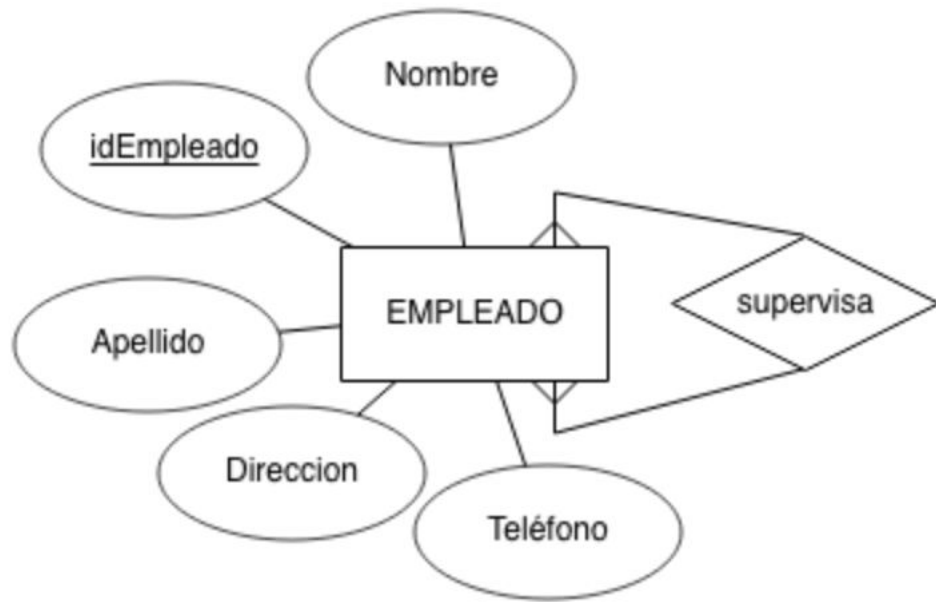 Nombre
idEmpleado
EMPLEADO
supervisa
Apellido
Direccion
Teléfono